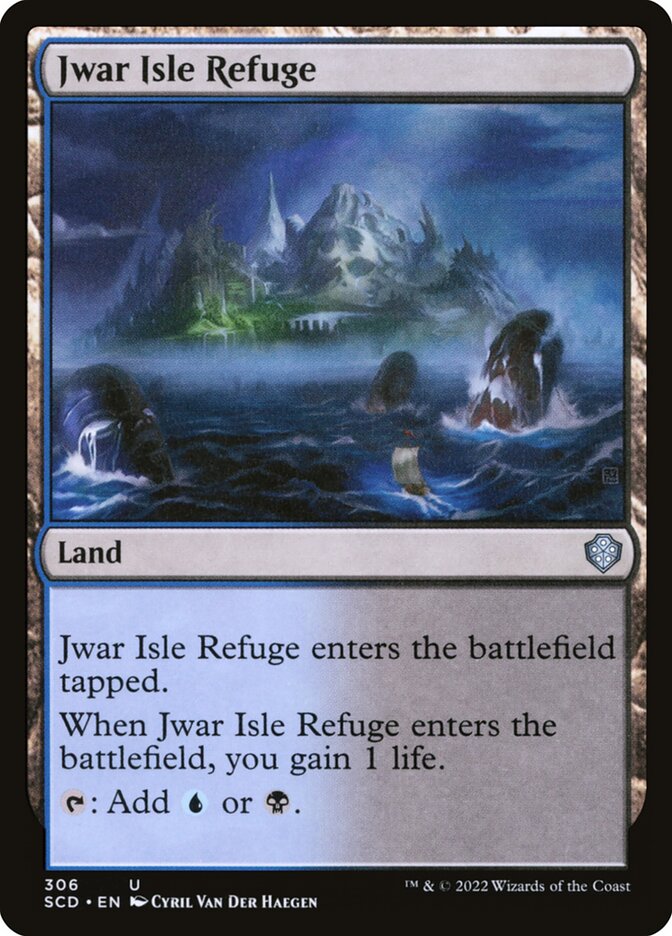 Jwar Isle Refuge
Land
Jwar Isle Refuge enters the battlefield
tapped.
When Jwar Isle Refuge enters the
battlefield, you gain 1 life.
: Add or .
306 U
SCD • EN Cyril Van Der Haegen
™ & © 2022 Wizards of the Coast